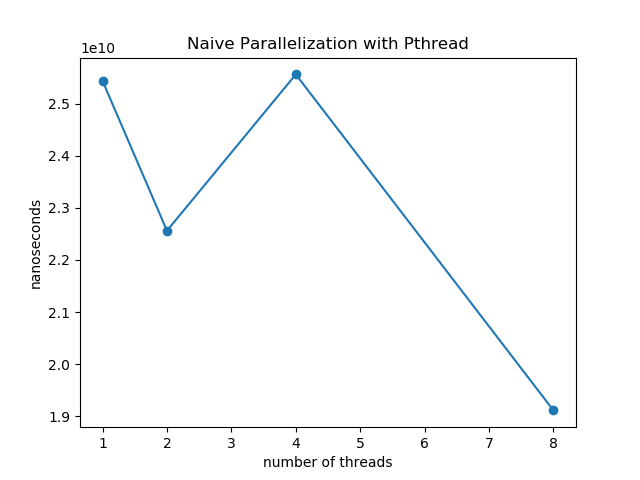 Naive Parallelization with Pthread
1e10
2.5
2.4
2.3
2.2
2.1
2.0
1.9
nanoseconds
1 2 3 4 5 6 7 8
number of threads